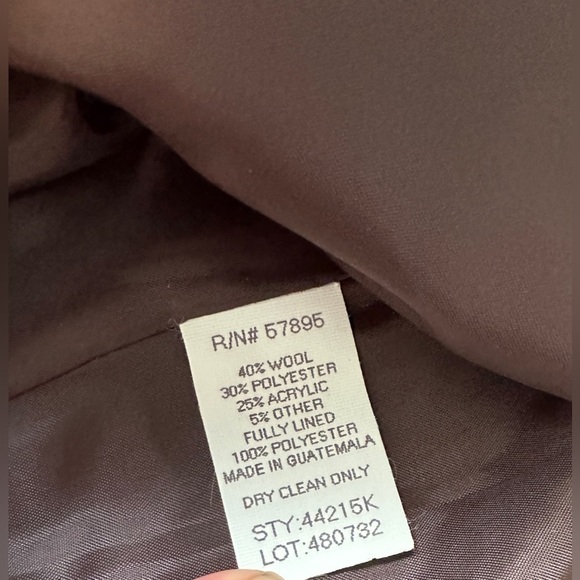 R/N# 57895
40% WOOL
30% POLYESTER
25% ACRYLIC
5% OTHER
FULLY LINED
100% POLYESTER
MADE IN GUATEMALA
DRY CLEAN ONLY
STY:44215K
LOT:480732